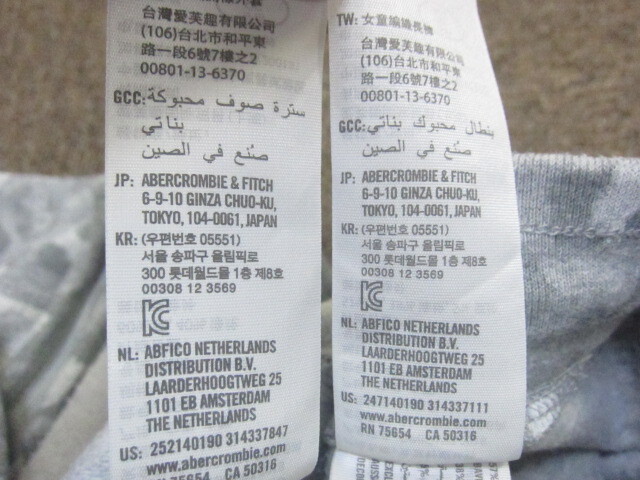 台灣愛芙趣有限公司
(106)台北市和平東
路一段6號7樓之2
00801-13-6370
GCC: سترة صوف محبوكة
بناتي
صُنع في الصين
JP: ABERCROMBIE & FITCH
6-9-10 GINZA CHUO-KU,
TOKYO, 104-0061, JAPAN
KR: (우편번호 05551)
서울 송파구 올림픽로
300 롯데월드몰 1층 제8호
00308 12 3569
NL: ABFICO NETHERLANDS
DISTRIBUTION B.V.
LAARDERHOOGTWEG 25
1101 EB AMSTERDAM
THE NETHERLANDS
US: 252140190 314337847
www.abercrombie.com
RN 75654 CA 50316
TW: 女童編織長褲
台灣愛芙趣有限公司
(106)台北市和平東
路一段6號7樓之2
00801-13-6370
GCC: بنطال محبوك بناتي
صُنع في الصين
JP: ABERCROMBIE & FITCH
6-9-10 GINZA CHUO-KU,
TOKYO, 104-0061, JAPAN
KR: (우편번호 05551)
서울 송파구 올림픽로
300 롯데월드몰 1층 제8호
00308 12 3569
NL: ABFICO NETHERLANDS
DISTRIBUTION B.V.
LAARDERHOOGTWEG 25
1101 EB AMSTERDAM
THE NETHERLANDS
US: 247140190 314337111
www.abercrombie.com
RN 75654 CA 50316